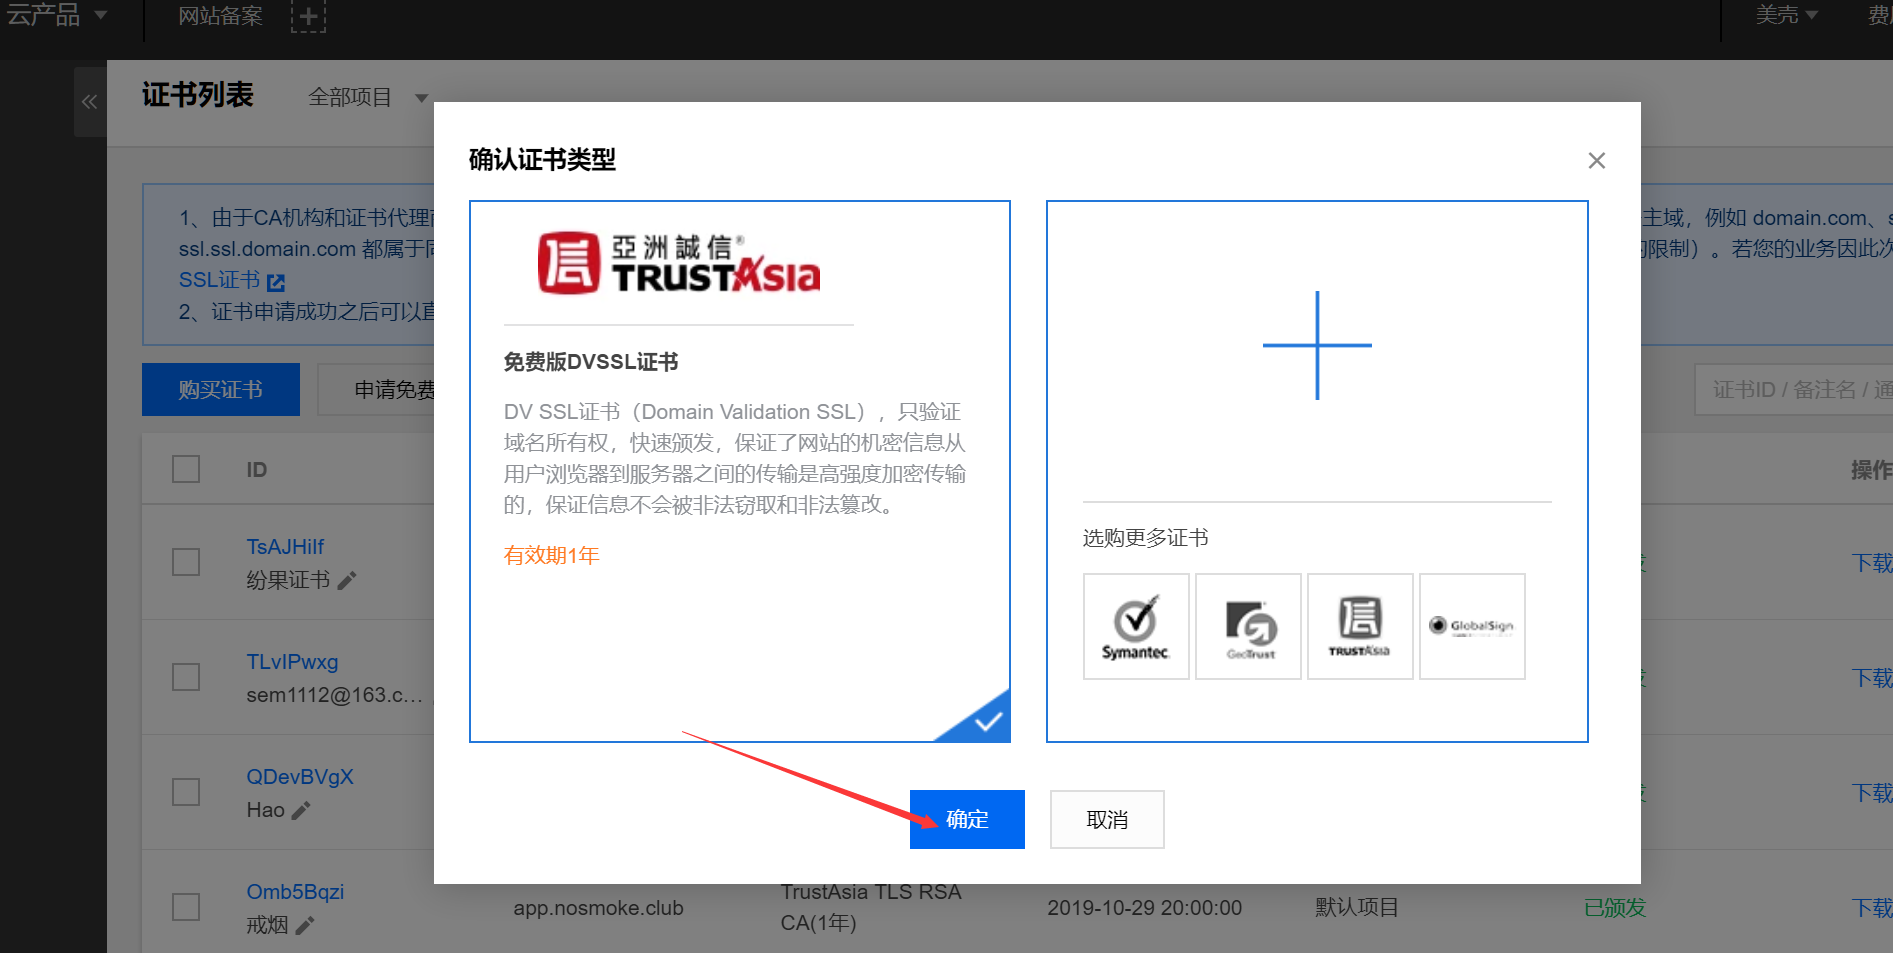 云产品
网站备案
美壳
证书列表
全部项目
确认证书类型
1、由于CA机构和证书代理
主域，例如 domain.com、
ssl.ssl.domain.com 都属于
限制）。若您的业务因此
SSL证书
2、证书申请成功之后可以
亞洲誠信®
TRUSTAsia
免费版DVSSL证书
DV SSL证书（Domain Validation SSL），只验证
域名所有权，快速颁发，保证了网站的机密信息从
用户浏览器到服务器之间的传输是高强度加密传输
的，保证信息不会被非法窃取和非法篡改。
有效期1年
选购更多证书
Symantec.
GeoTrust
TRUSTAsia
GlobalSign.
购买证书
申请免费
证书ID / 备注名 / 通
ID
操作
TsAJHiIf
纷果证书
下载
TLvIPwxg
sem1112@163.c...
下载
QDevBVgX
Hao
下载
确定
取消
Omb5Bqzi
戒烟
app.nosmoke.club
TrustAsia TLS RSA
CA(1年)
2019-10-29 20:00:00
默认项目
已颁发
下载